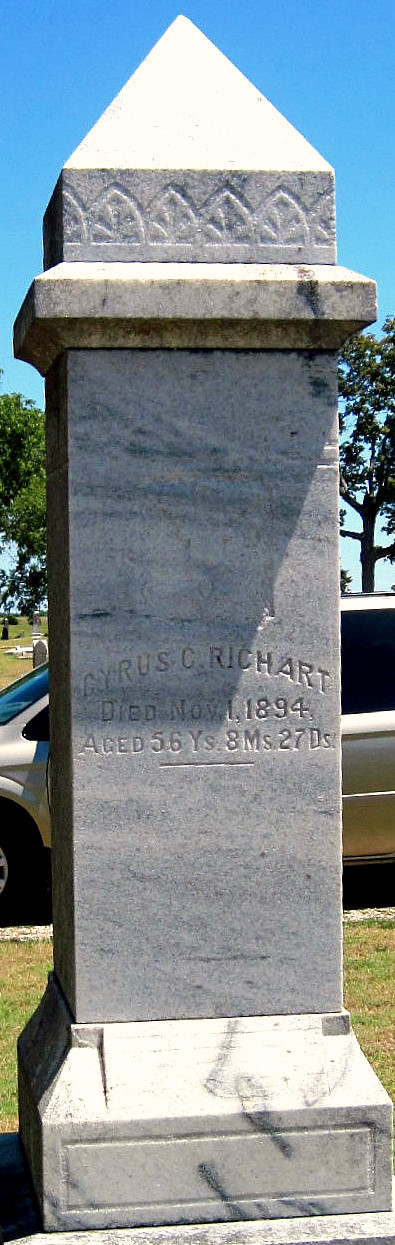 CYRUS C. RICHART
DIED NOV. 1, 1894.
AGED 56 YS. 8 MS. 27 DS.